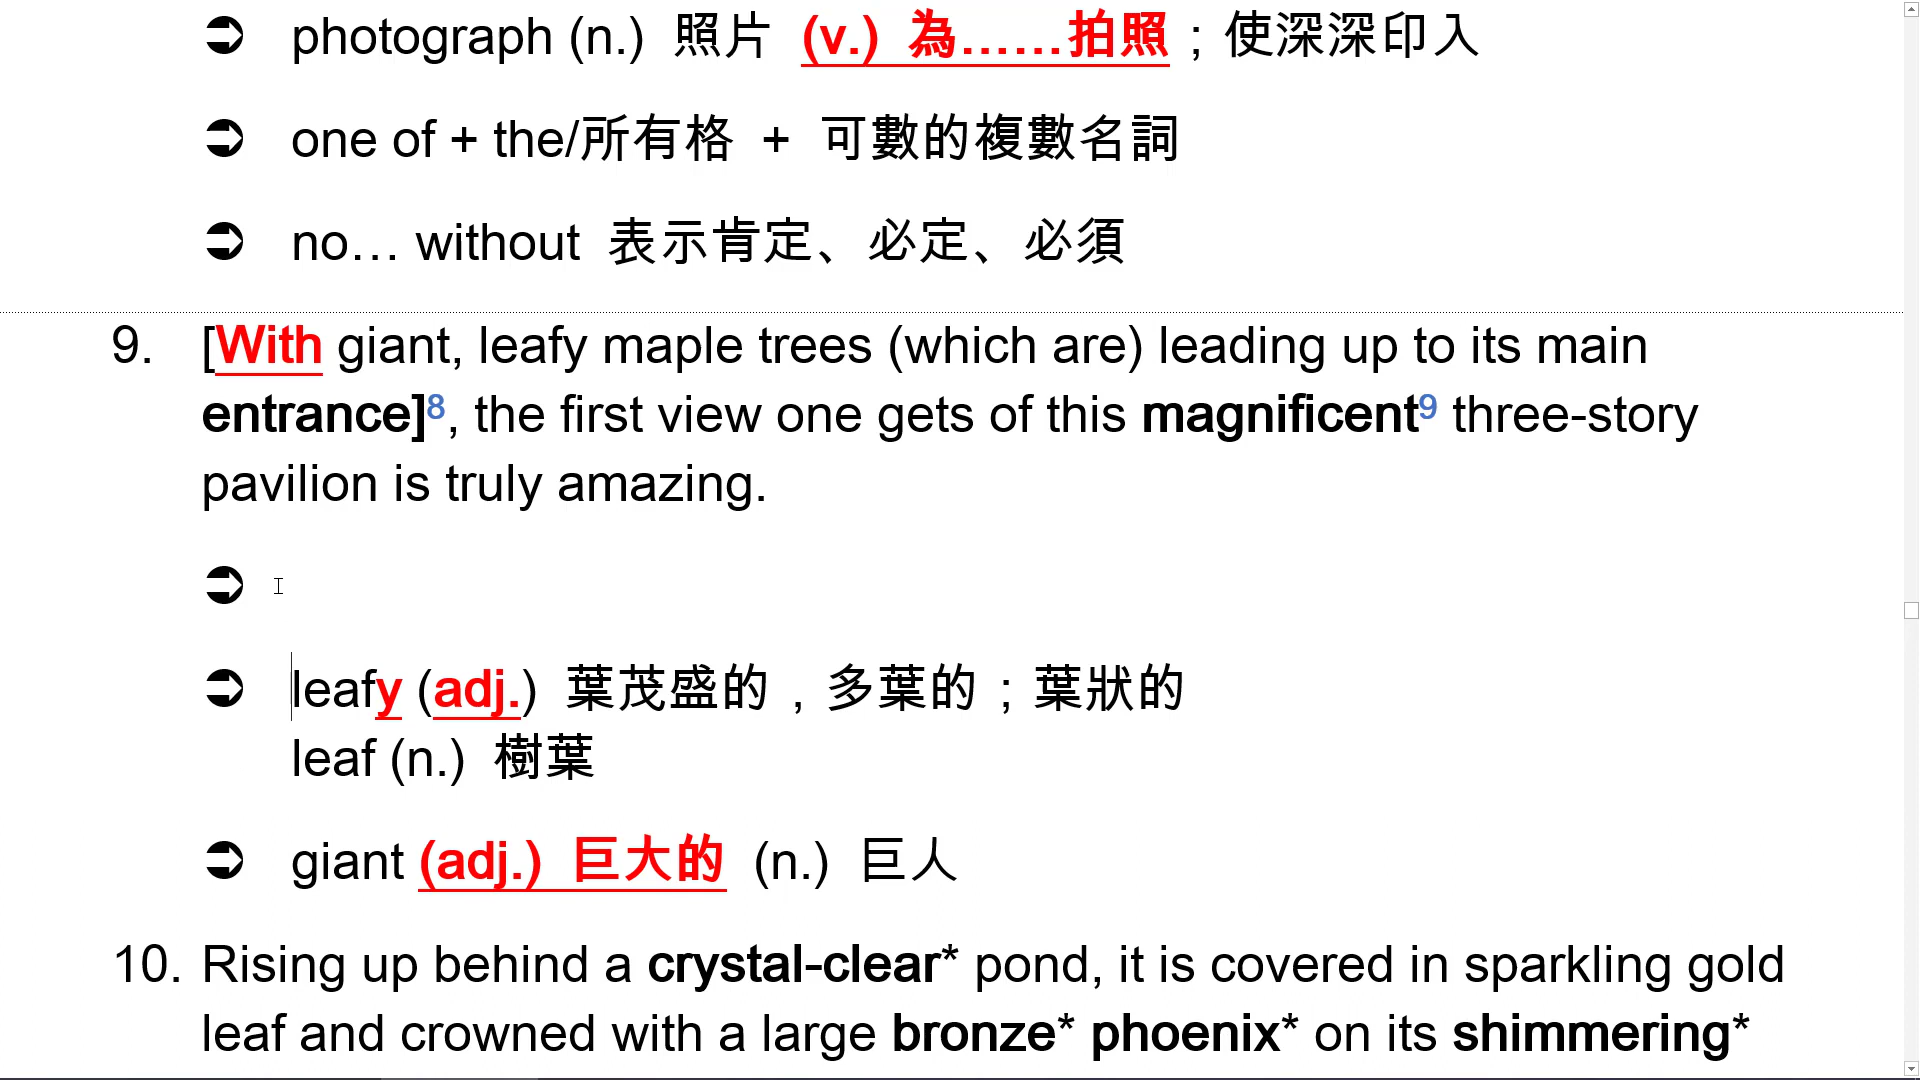 ➲ photograph (n.) 照片 (v.) 為……拍照；使深深印入
➲ one of + the/所有格 + 可數的複數名詞
➲ no… without 表示肯定、必定、必須
9. [With giant, leafy maple trees (which are) leading up to its main
entrance]8, the first view one gets of this magnificent9 three-story
pavilion is truly amazing.
➲
➲ leafy (adj.) 葉茂盛的，多葉的；葉狀的
leaf (n.) 樹葉
➲ giant (adj.) 巨大的 (n.) 巨人
10. Rising up behind a crystal-clear* pond, it is covered in sparkling gold
leaf and crowned with a large bronze* phoenix* on its shimmering*